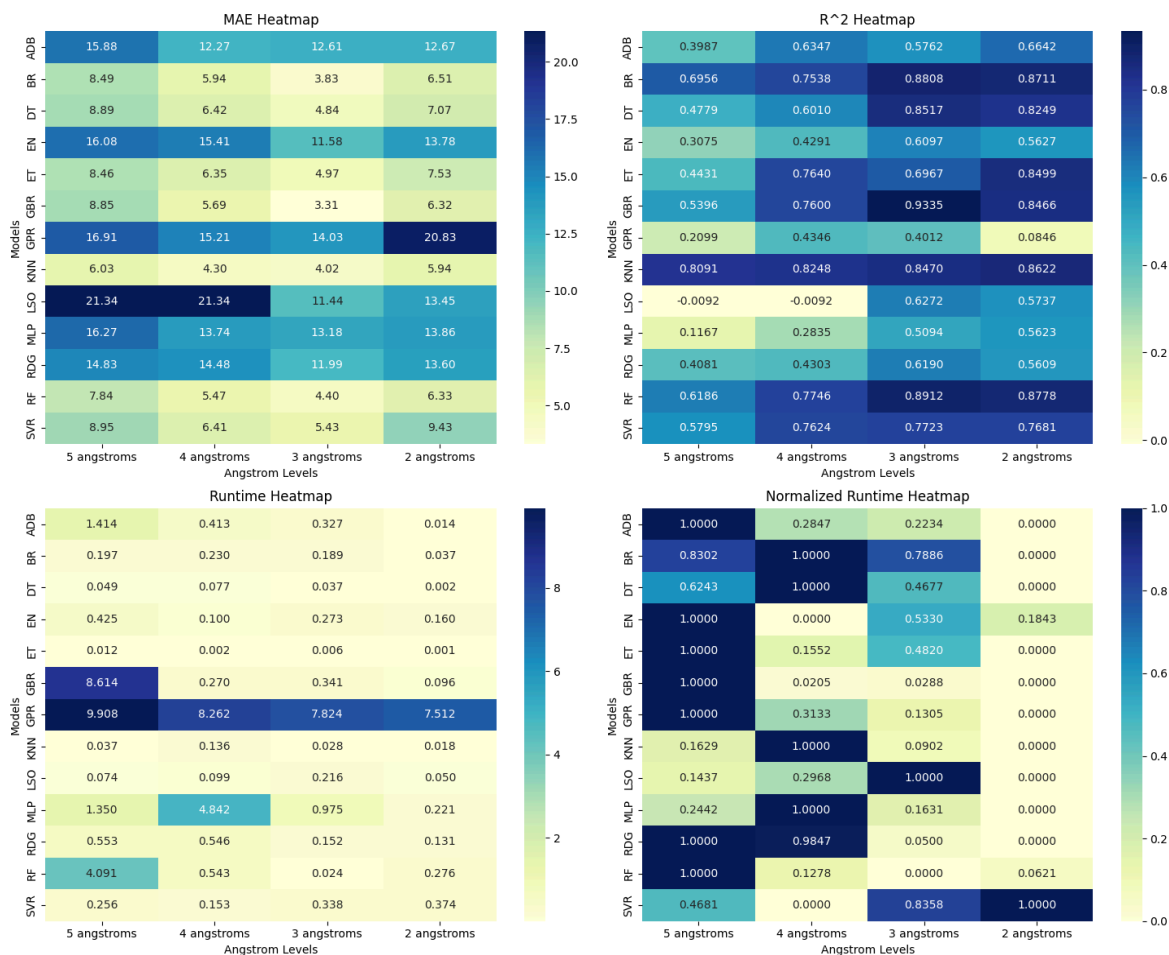 MAE Heatmap
ADB 15.88 12.27 12.61 12.67
BR 8.49 5.94 3.83 6.51
DT 8.89 6.42 4.84 7.07
EN 16.08 15.41 11.58 13.78
ET 8.46 6.35 4.97 7.53
GBR 8.85 5.69 3.31 6.32
Models
GPR 16.91 15.21 14.03 20.83
KNN 6.03 4.30 4.02 5.94
LSO 21.34 21.34 11.44 13.45
MLP 16.27 13.74 13.18 13.86
RDG 14.83 14.48 11.99 13.60
RF 7.84 5.47 4.40 6.33
SVR 8.95 6.41 5.43 9.43
5 angstroms 4 angstroms 3 angstroms 2 angstroms
Angstrom Levels
20.0
17.5
15.0
12.5
10.0
7.5
5.0
R^2 Heatmap
ADB 0.3987 0.6347 0.5762 0.6642
BR 0.6956 0.7538 0.8808 0.8711
DT 0.4779 0.6010 0.8517 0.8249
EN 0.3075 0.4291 0.6097 0.5627
ET 0.4431 0.7640 0.6967 0.8499
GBR 0.5396 0.7600 0.9335 0.8466
Models
GPR 0.2099 0.4346 0.4012 0.0846
KNN 0.8091 0.8248 0.8470 0.8622
LSO -0.0092 -0.0092 0.6272 0.5737
MLP 0.1167 0.2835 0.5094 0.5623
RDG 0.4081 0.4303 0.6190 0.5609
RF 0.6186 0.7746 0.8912 0.8778
SVR 0.5795 0.7624 0.7723 0.7681
5 angstroms 4 angstroms 3 angstroms 2 angstroms
Angstrom Levels
0.8
0.6
0.4
0.2
0.0
Runtime Heatmap
ADB 1.414 0.413 0.327 0.014
BR 0.197 0.230 0.189 0.037
DT 0.049 0.077 0.037 0.002
EN 0.425 0.100 0.273 0.160
ET 0.012 0.002 0.006 0.001
GBR 8.614 0.270 0.341 0.096
Models
GPR 9.908 8.262 7.824 7.512
KNN 0.037 0.136 0.028 0.018
LSO 0.074 0.099 0.216 0.050
MLP 1.350 4.842 0.975 0.221
RDG 0.553 0.546 0.152 0.131
RF 4.091 0.543 0.024 0.276
SVR 0.256 0.153 0.338 0.374
5 angstroms 4 angstroms 3 angstroms 2 angstroms
Angstrom Levels
8
6
4
2
Normalized Runtime Heatmap
ADB 1.0000 0.2847 0.2234 0.0000
BR 0.8302 1.0000 0.7886 0.0000
DT 0.6243 1.0000 0.4677 0.0000
EN 1.0000 0.0000 0.5330 0.1843
ET 1.0000 0.1552 0.4820 0.0000
GBR 1.0000 0.0205 0.0288 0.0000
Models
GPR 1.0000 0.3133 0.1305 0.0000
KNN 0.1629 1.0000 0.0902 0.0000
LSO 0.1437 0.2968 1.0000 0.0000
MLP 0.2442 1.0000 0.1631 0.0000
RDG 1.0000 0.9847 0.0500 0.0000
RF 1.0000 0.1278 0.0000 0.0621
SVR 0.4681 0.0000 0.8358 1.0000
5 angstroms 4 angstroms 3 angstroms 2 angstroms
Angstrom Levels
1.0
0.8
0.6
0.4
0.2
0.0